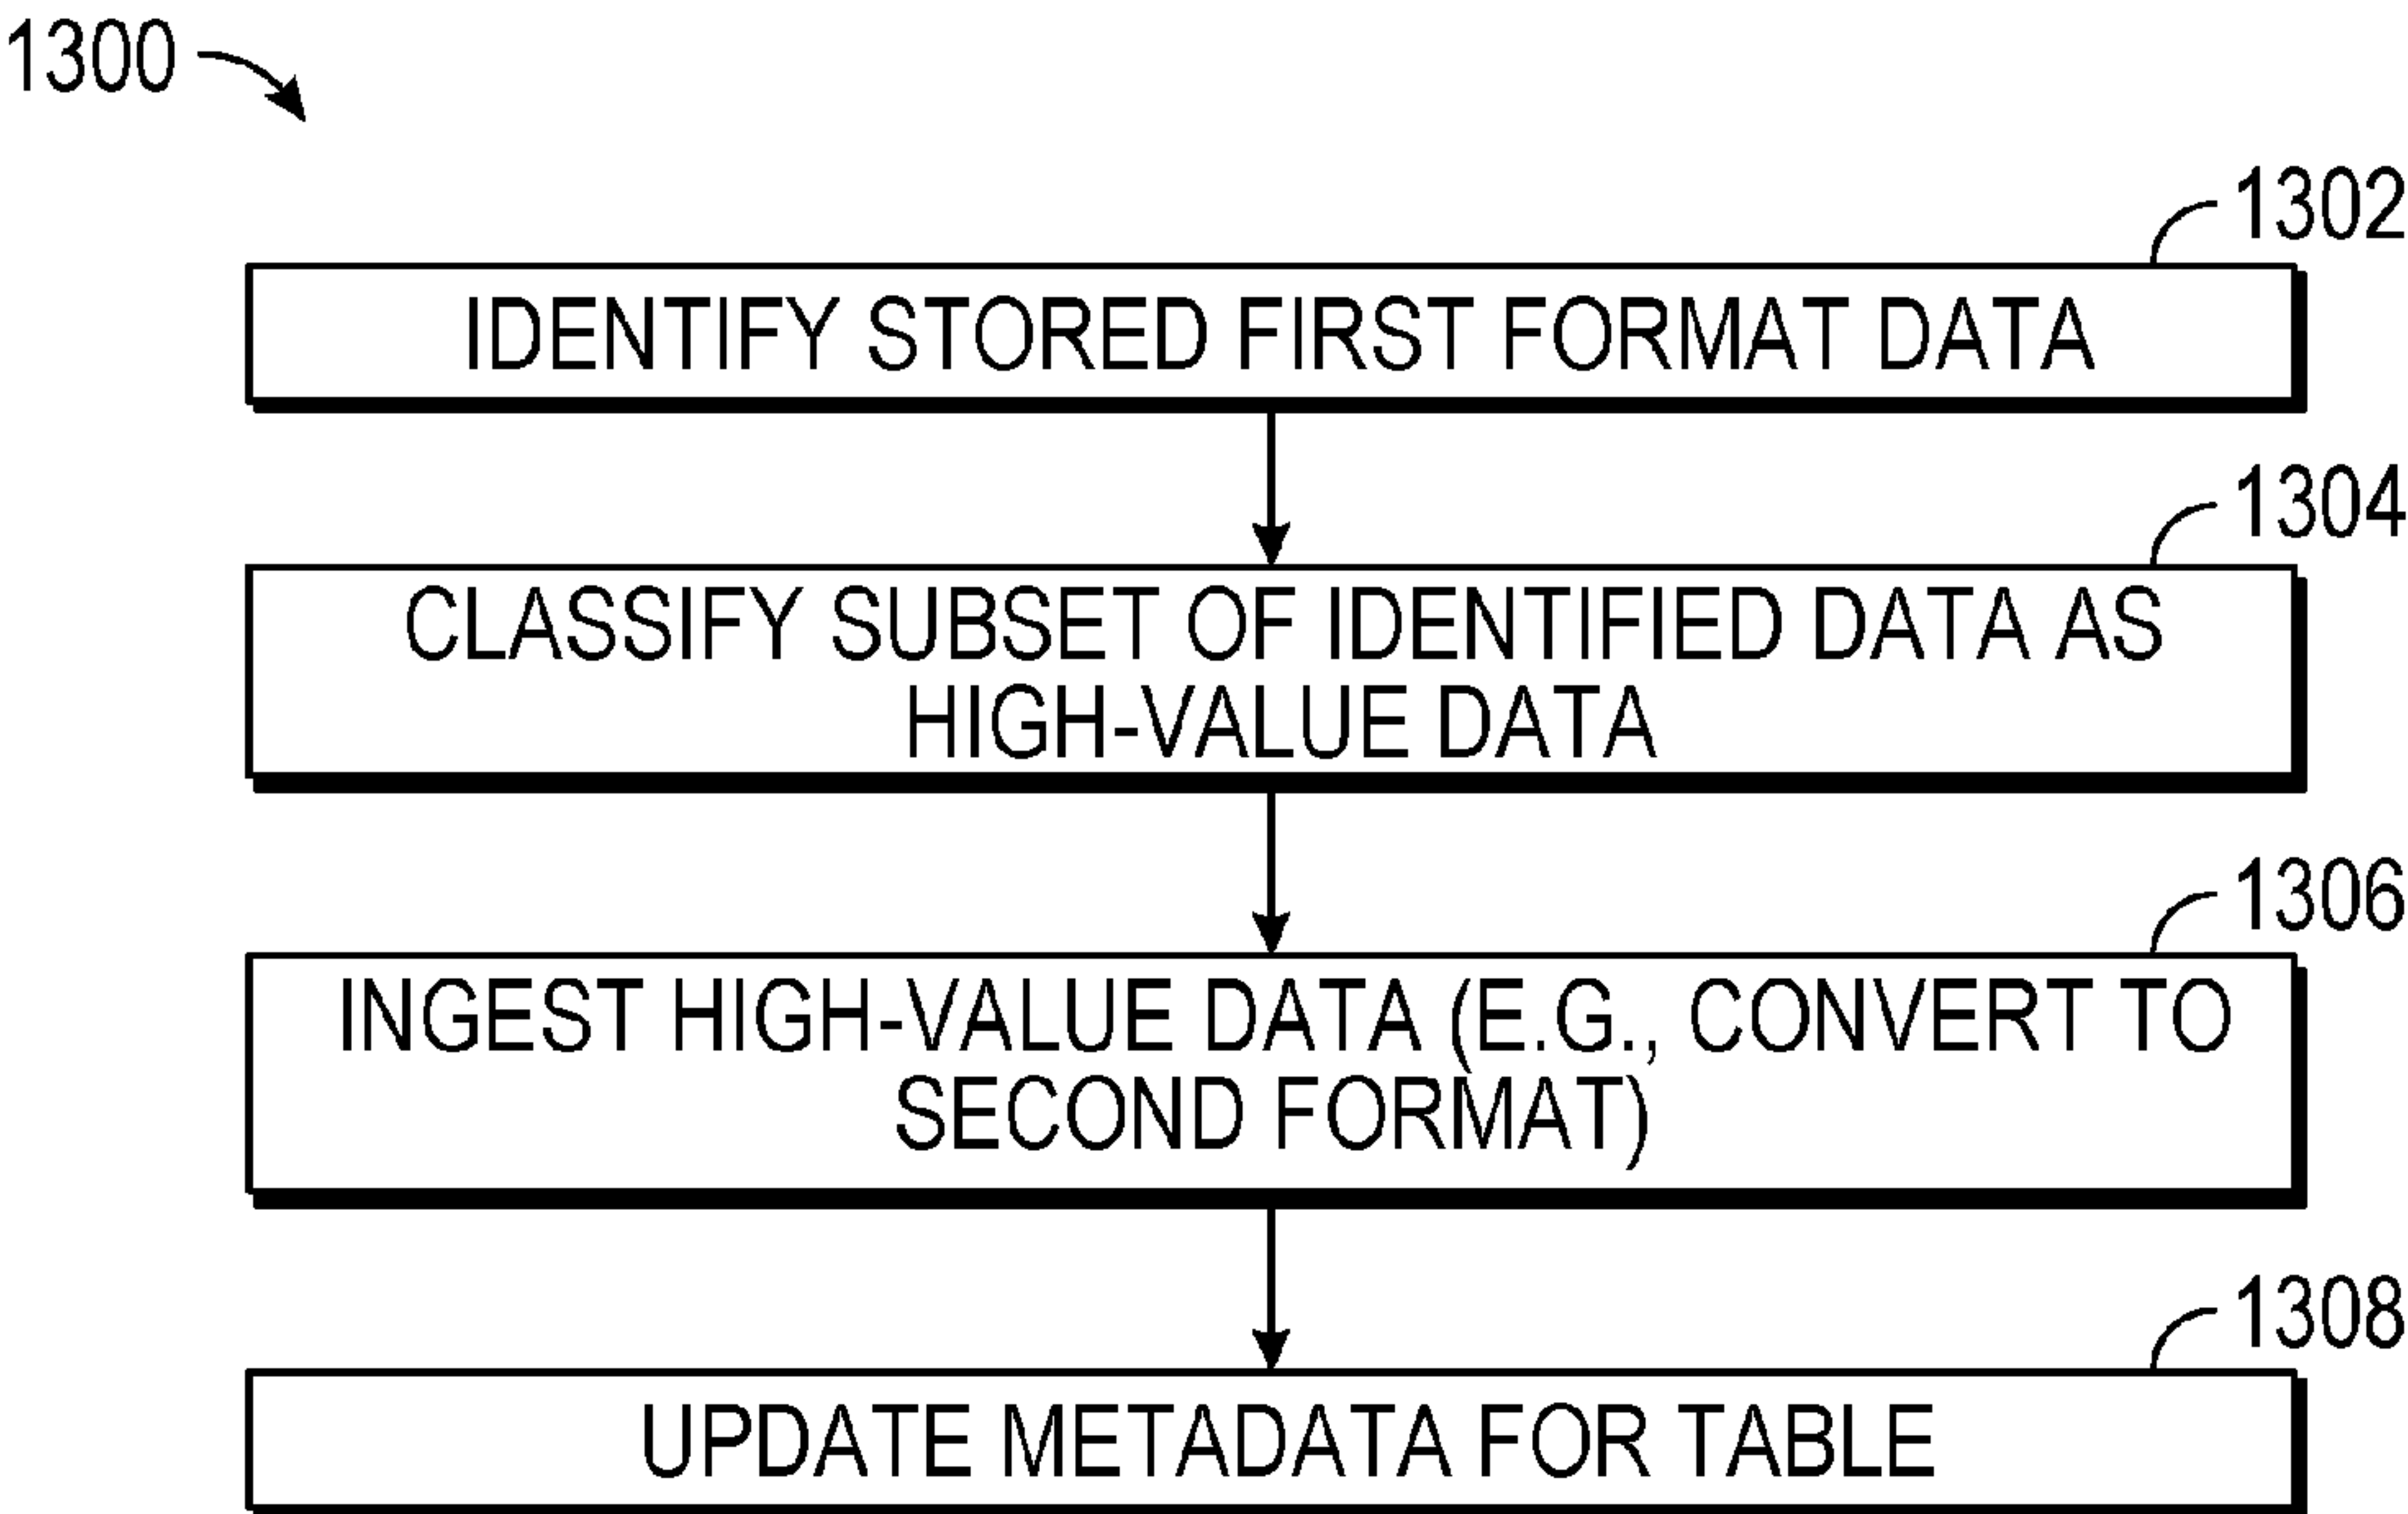 1300
1302
IDENTIFY STORED FIRST FORMAT DATA
1304
CLASSIFY SUBSET OF IDENTIFIED DATA AS
HIGH-VALUE DATA
1306
INGEST HIGH-VALUE DATA (E.G., CONVERT TO
SECOND FORMAT)
1308
UPDATE METADATA FOR TABLE